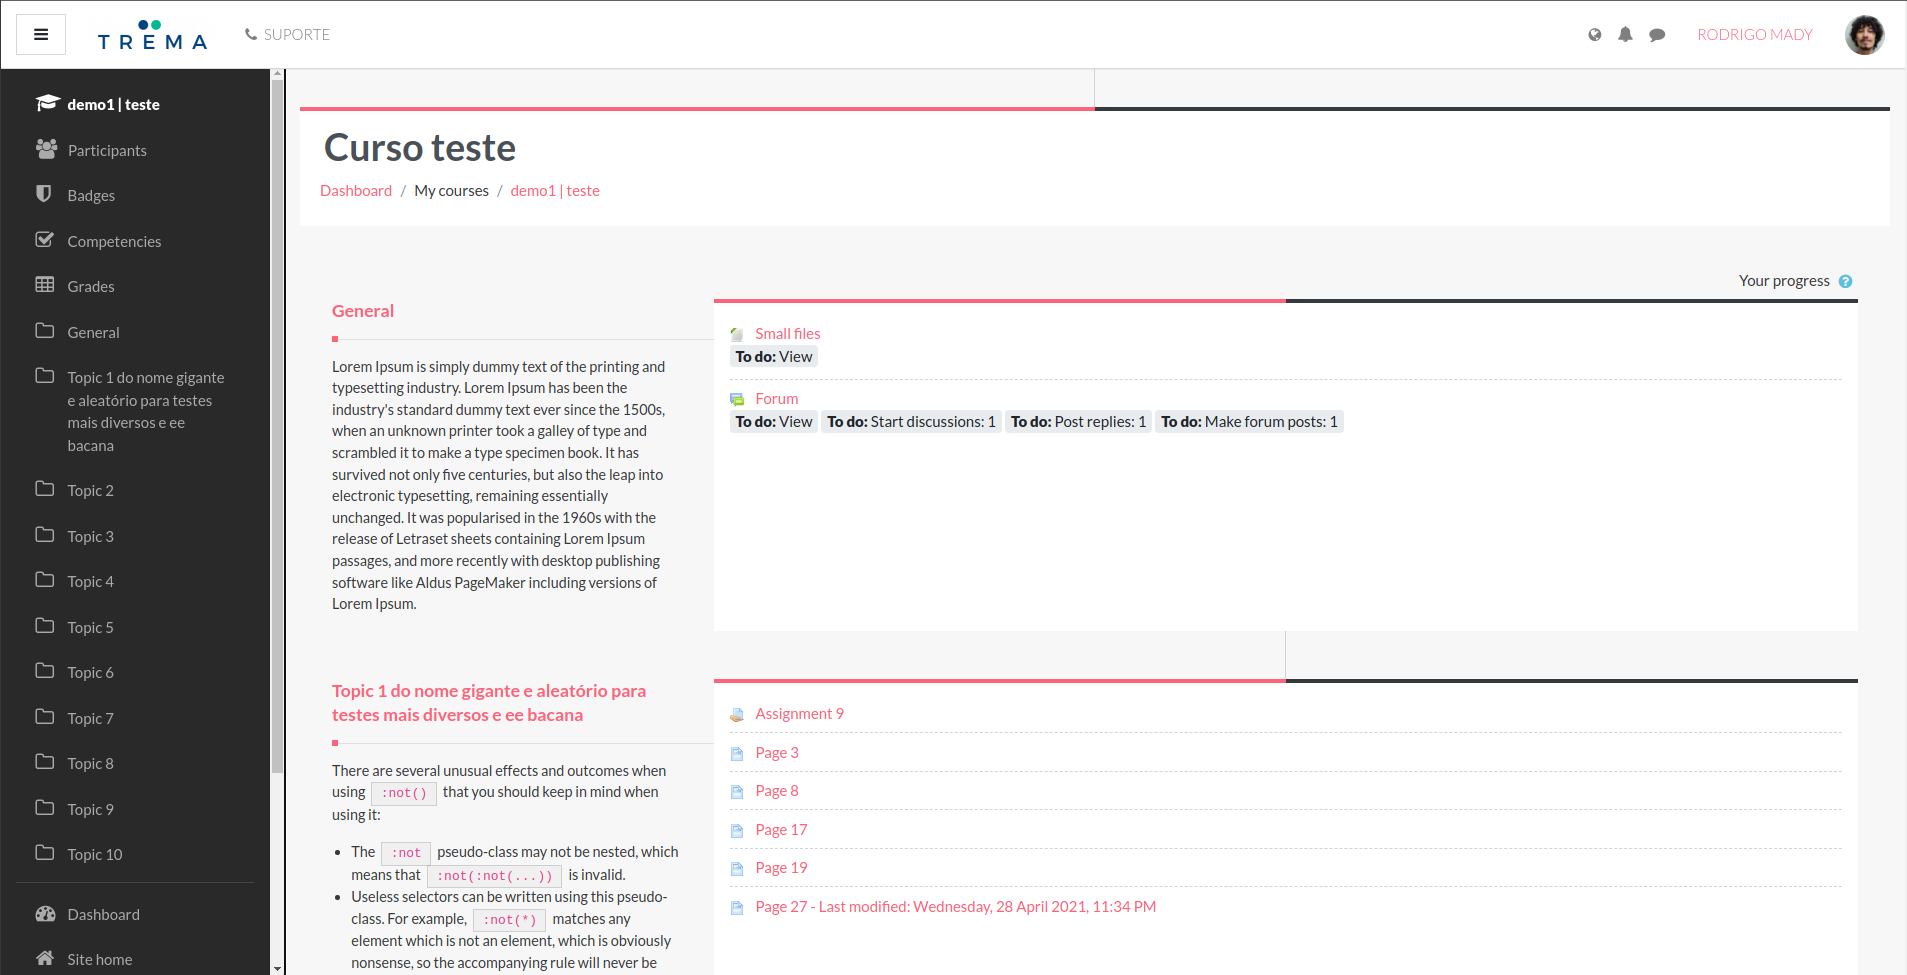 TREMA
SUPORTE
RODRIGO MADY
demo1 | teste
Participants
Badges
Competencies
Grades
General
Topic 1 do nome gigante
e aleatório para testes
mais diversos e ee
bacana
Topic 2
Topic 3
Topic 4
Topic 5
Topic 6
Topic 7
Topic 8
Topic 9
Topic 10
Dashboard
Site home
Curso teste
Dashboard / My courses / demo1 | teste
Your progress
General
Lorem Ipsum is simply dummy text of the printing and
typesetting industry. Lorem Ipsum has been the
industry's standard dummy text ever since the 1500s,
when an unknown printer took a galley of type and
scrambled it to make a type specimen book. It has
survived not only five centuries, but also the leap into
electronic typesetting, remaining essentially
unchanged. It was popularised in the 1960s with the
release of Letraset sheets containing Lorem Ipsum
passages, and more recently with desktop publishing
software like Aldus PageMaker including versions of
Lorem Ipsum.
Small files
To do: View
Forum
To do: View To do: Start discussions: 1 To do: Post replies: 1 To do: Make forum posts: 1
Topic 1 do nome gigante e aleatório para
testes mais diversos e ee bacana
There are several unusual effects and outcomes when
using :not() that you should keep in mind when
using it:
• The :not pseudo-class may not be nested, which
means that :not(:not(...)) is invalid.
• Useless selectors can be written using this pseudo-
class. For example, :not(*) matches any
element which is not an element, which is obviously
nonsense, so the accompanying rule will never be
Assignment 9
Page 3
Page 8
Page 17
Page 19
Page 27 - Last modified: Wednesday, 28 April 2021, 11:34 PM